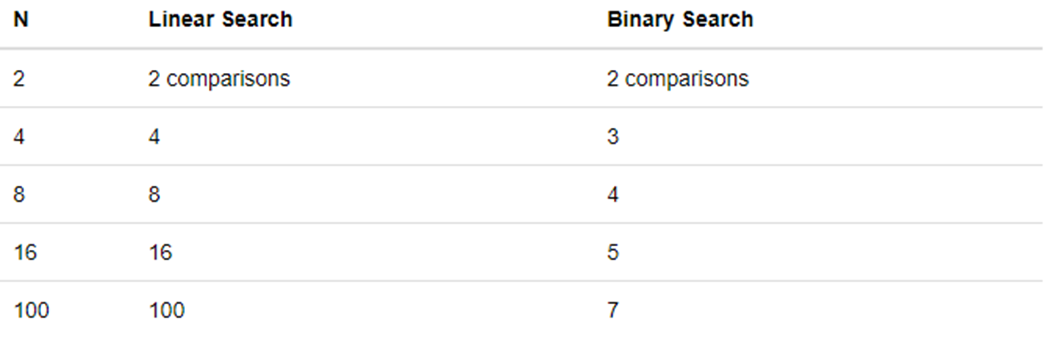 N Linear Search Binary Search
2 2 comparisons 2 comparisons
4 4 3
8 8 4
16 16 5
100 100 7